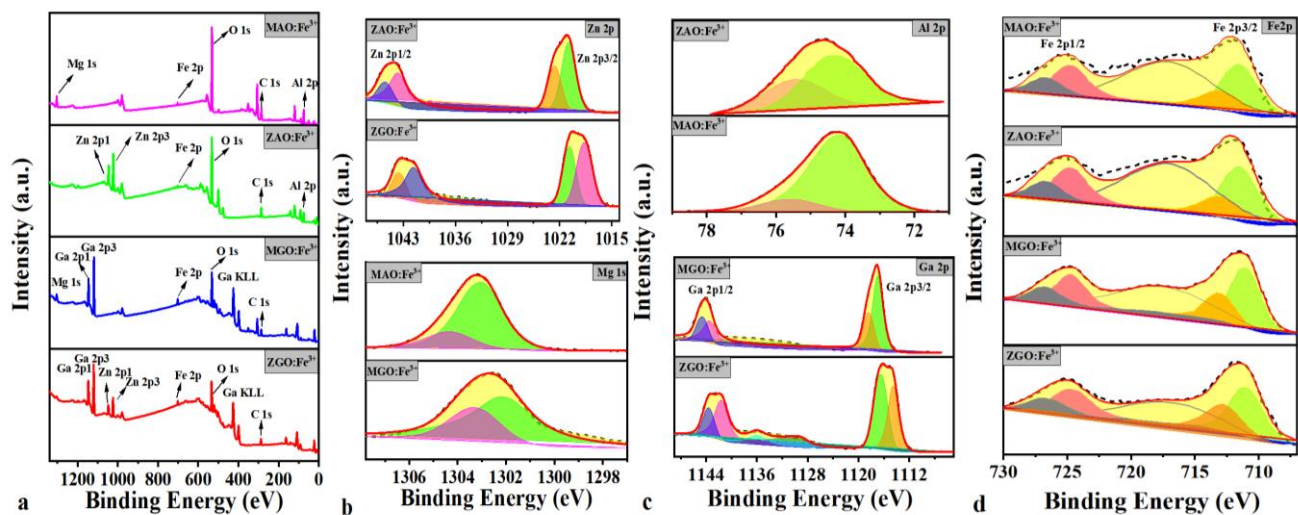 Intensity (a.u.)
MAO:Fe³⁺
O 1s
Mg 1s
Fe 2p
C 1s
Al 2p
ZAO:Fe³⁺
Zn 2p1
Zn 2p3
Fe 2p
O 1s
C 1s
Al 2p
MGO:Fe³⁺
Ga 2p3
Ga 2p1
Mg 1s
Fe 2p
O 1s
Ga KLL
C 1s
ZGO:Fe³⁺
Ga 2p3
Ga 2p1
Zn 2p1
Zn 2p3
Fe 2p
O 1s
Ga KLL
C 1s
1200 1000 800 600 400 200 0
Binding Energy (eV)
a
Intensity (a.u.)
ZAO:Fe³⁺
Zn 2p
Zn 2p1/2
Zn 2p3/2
ZGO:Fe³⁺
1043 1036 1029 1022 1015
MAO:Fe³⁺
Mg 1s
MGO:Fe³⁺
1306 1304 1302 1300 1298
Binding Energy (eV)
b
Intensity (a.u.)
ZAO:Fe³⁺
Al 2p
MAO:Fe³⁺
78 76 74 72
MGO:Fe³⁺
Ga 2p
Ga 2p1/2
Ga 2p3/2
ZGO:Fe³⁺
1144 1136 1128 1120 1112
Binding Energy (eV)
c
Intensity (a.u.)
MAO:Fe³⁺
Fe 2p3/2
Fe2p
Fe 2p1/2
ZAO:Fe³⁺
MGO:Fe³⁺
ZGO:Fe³⁺
730 725 720 715 710
Binding Energy (eV)
d